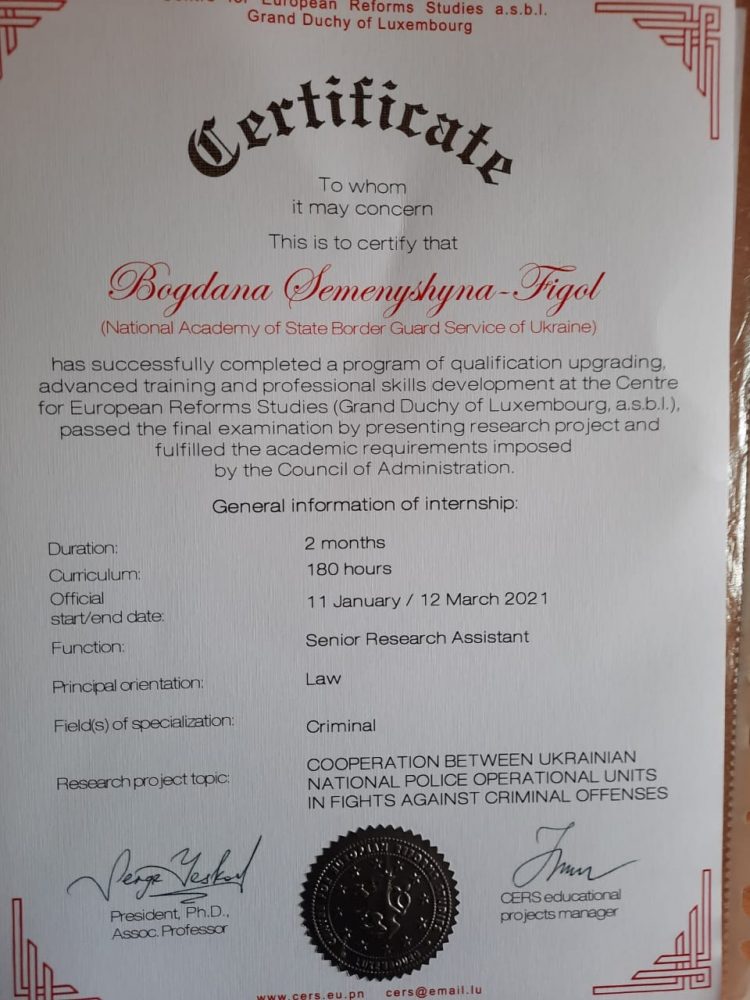 for European Reforms Studies a.s.b.l.
Grand Duchy of Luxembourg
Certificate
To whom
it may concern
This is to certify that
Bogdana Semenyshyna-Figol
(National Academy of State Border Guard Service of Ukraine)
has successfully completed a program of qualification upgrading,
advanced training and professional skills development at the Centre
for European Reforms Studies (Grand Duchy of Luxembourg, a.s.b.l.),
passed the final examination by presenting research project and
fulfilled the academic requirements imposed
by the Council of Administration.
General information of internship:
Duration: 2 months
Curriculum: 180 hours
Official
start/end date: 11 January / 12 March 2021
Function: Senior Research Assistant
Principal orientation: Law
Field(s) of specialization: Criminal
Research project topic: COOPERATION BETWEEN UKRAINIAN
NATIONAL POLICE OPERATIONAL UNITS
IN FIGHTS AGAINST CRIMINAL OFFENSES
President, Ph.D.,
Assoc. Professor
CERS educational
projects manager
www.cers.eu.pn cers@email.lu